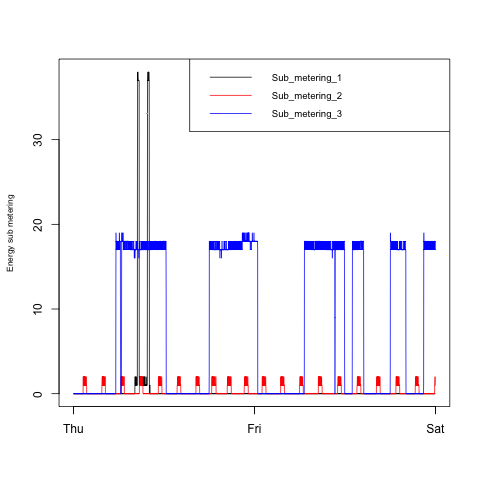 Sub_metering_1
Sub_metering_2
Sub_metering_3
Energy sub metering
30
20
10
0
Thu
Fri
Sat